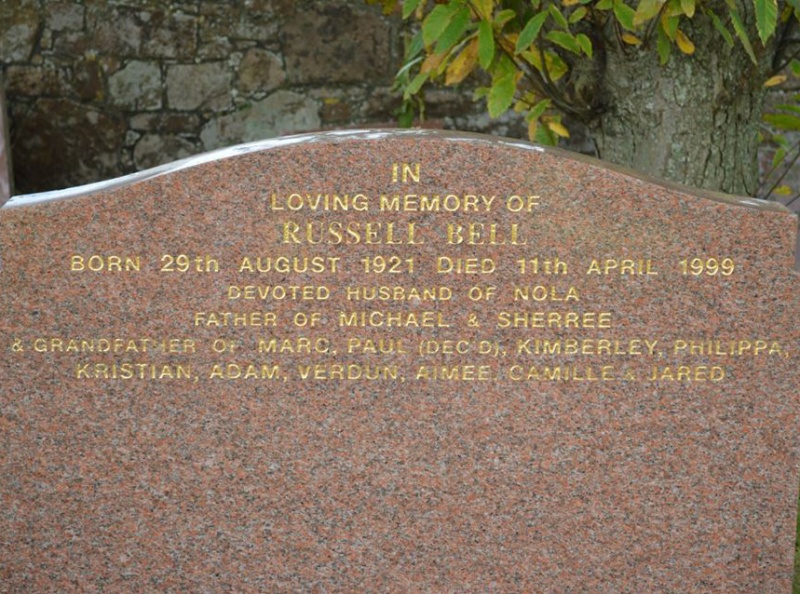 IN
LOVING MEMORY OF
RUSSELL BELL
BORN 29th AUGUST 1921 DIED 11th APRIL 1999
DEVOTED HUSBAND OF NOLA
FATHER OF MICHAEL & SHERREE
& GRANDFATHER OF MARC, PAUL (DEC'D), KIMBERLEY, PHILIPPA,
KRISTIAN, ADAM, VERDUN, AIMEE, CAMILLE & JARED